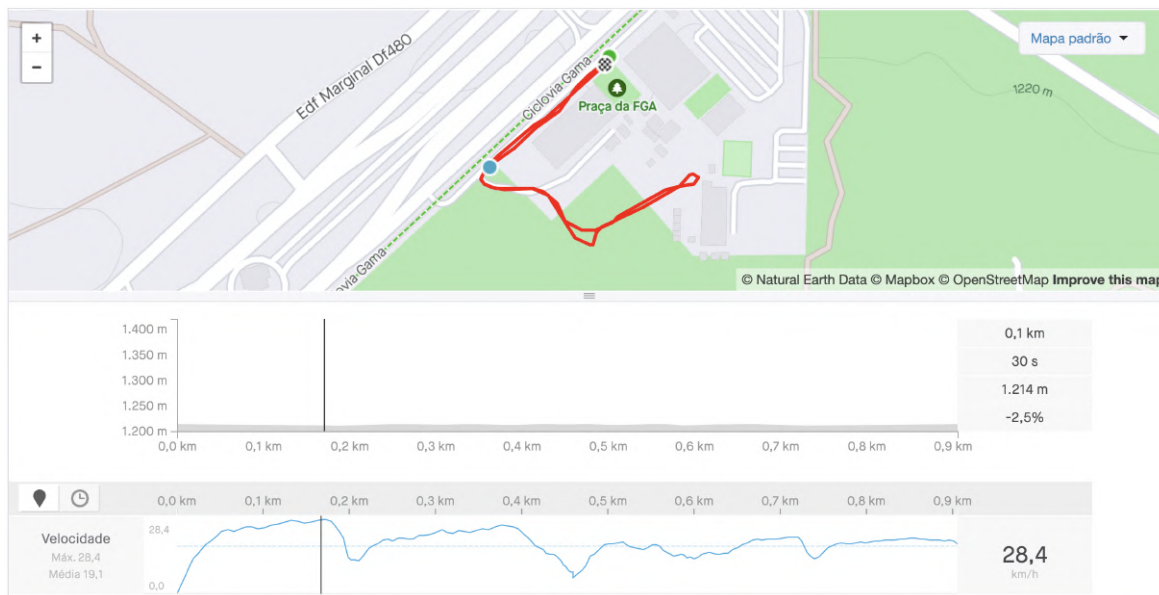 +
−
Mapa padrão
Edf Marginal Df480
Ciclovia-Gama
Praça da FGA
1220 m
ovia-Gama
© Natural Earth Data © Mapbox © OpenStreetMap Improve this map
1.400 m
1.350 m
1.300 m
1.250 m
1.200 m
0,0 km 0,1 km 0,2 km 0,3 km 0,4 km 0,5 km 0,6 km 0,7 km 0,8 km 0,9 km
0,1 km
30 s
1.214 m
-2,5%
0,0 km 0,1 km 0,2 km 0,3 km 0,4 km 0,5 km 0,6 km 0,7 km 0,8 km 0,9 km
Velocidade
Máx. 28,4
Média 19,1
28,4
0,0
28,4
km/h